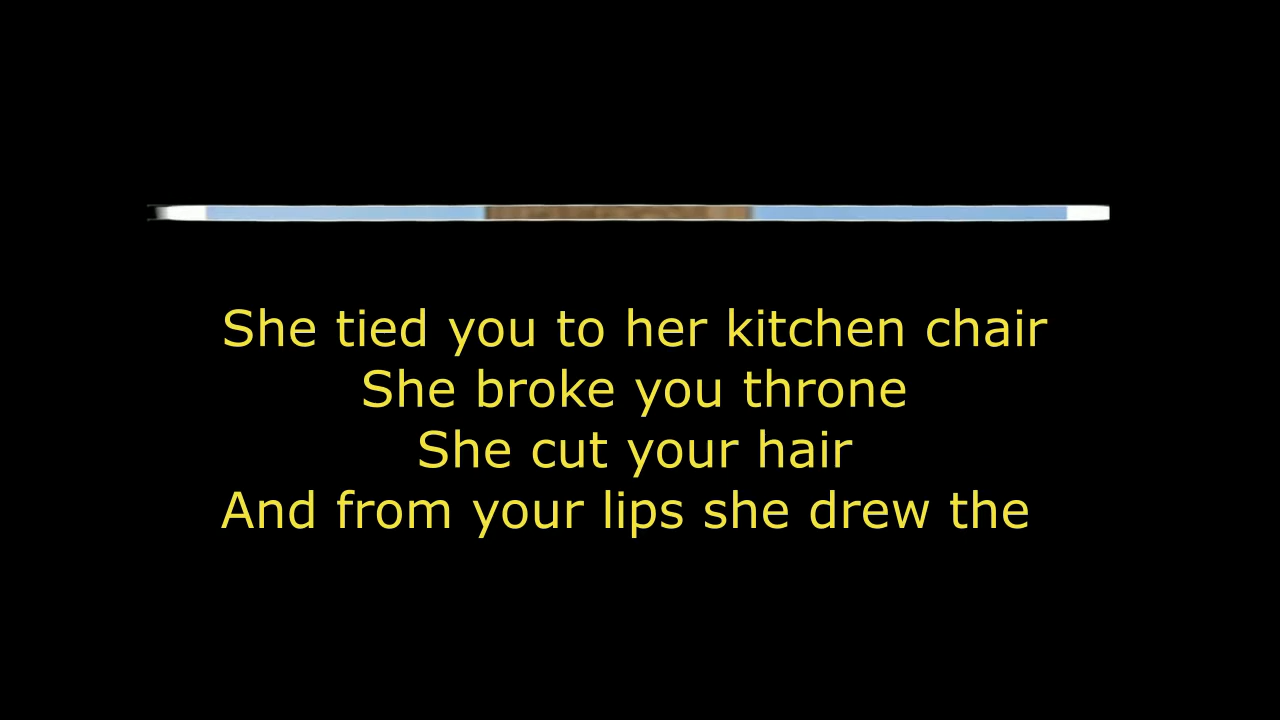 She tied you to her kitchen chair
She broke you throne
She cut your hair
And from your lips she drew the